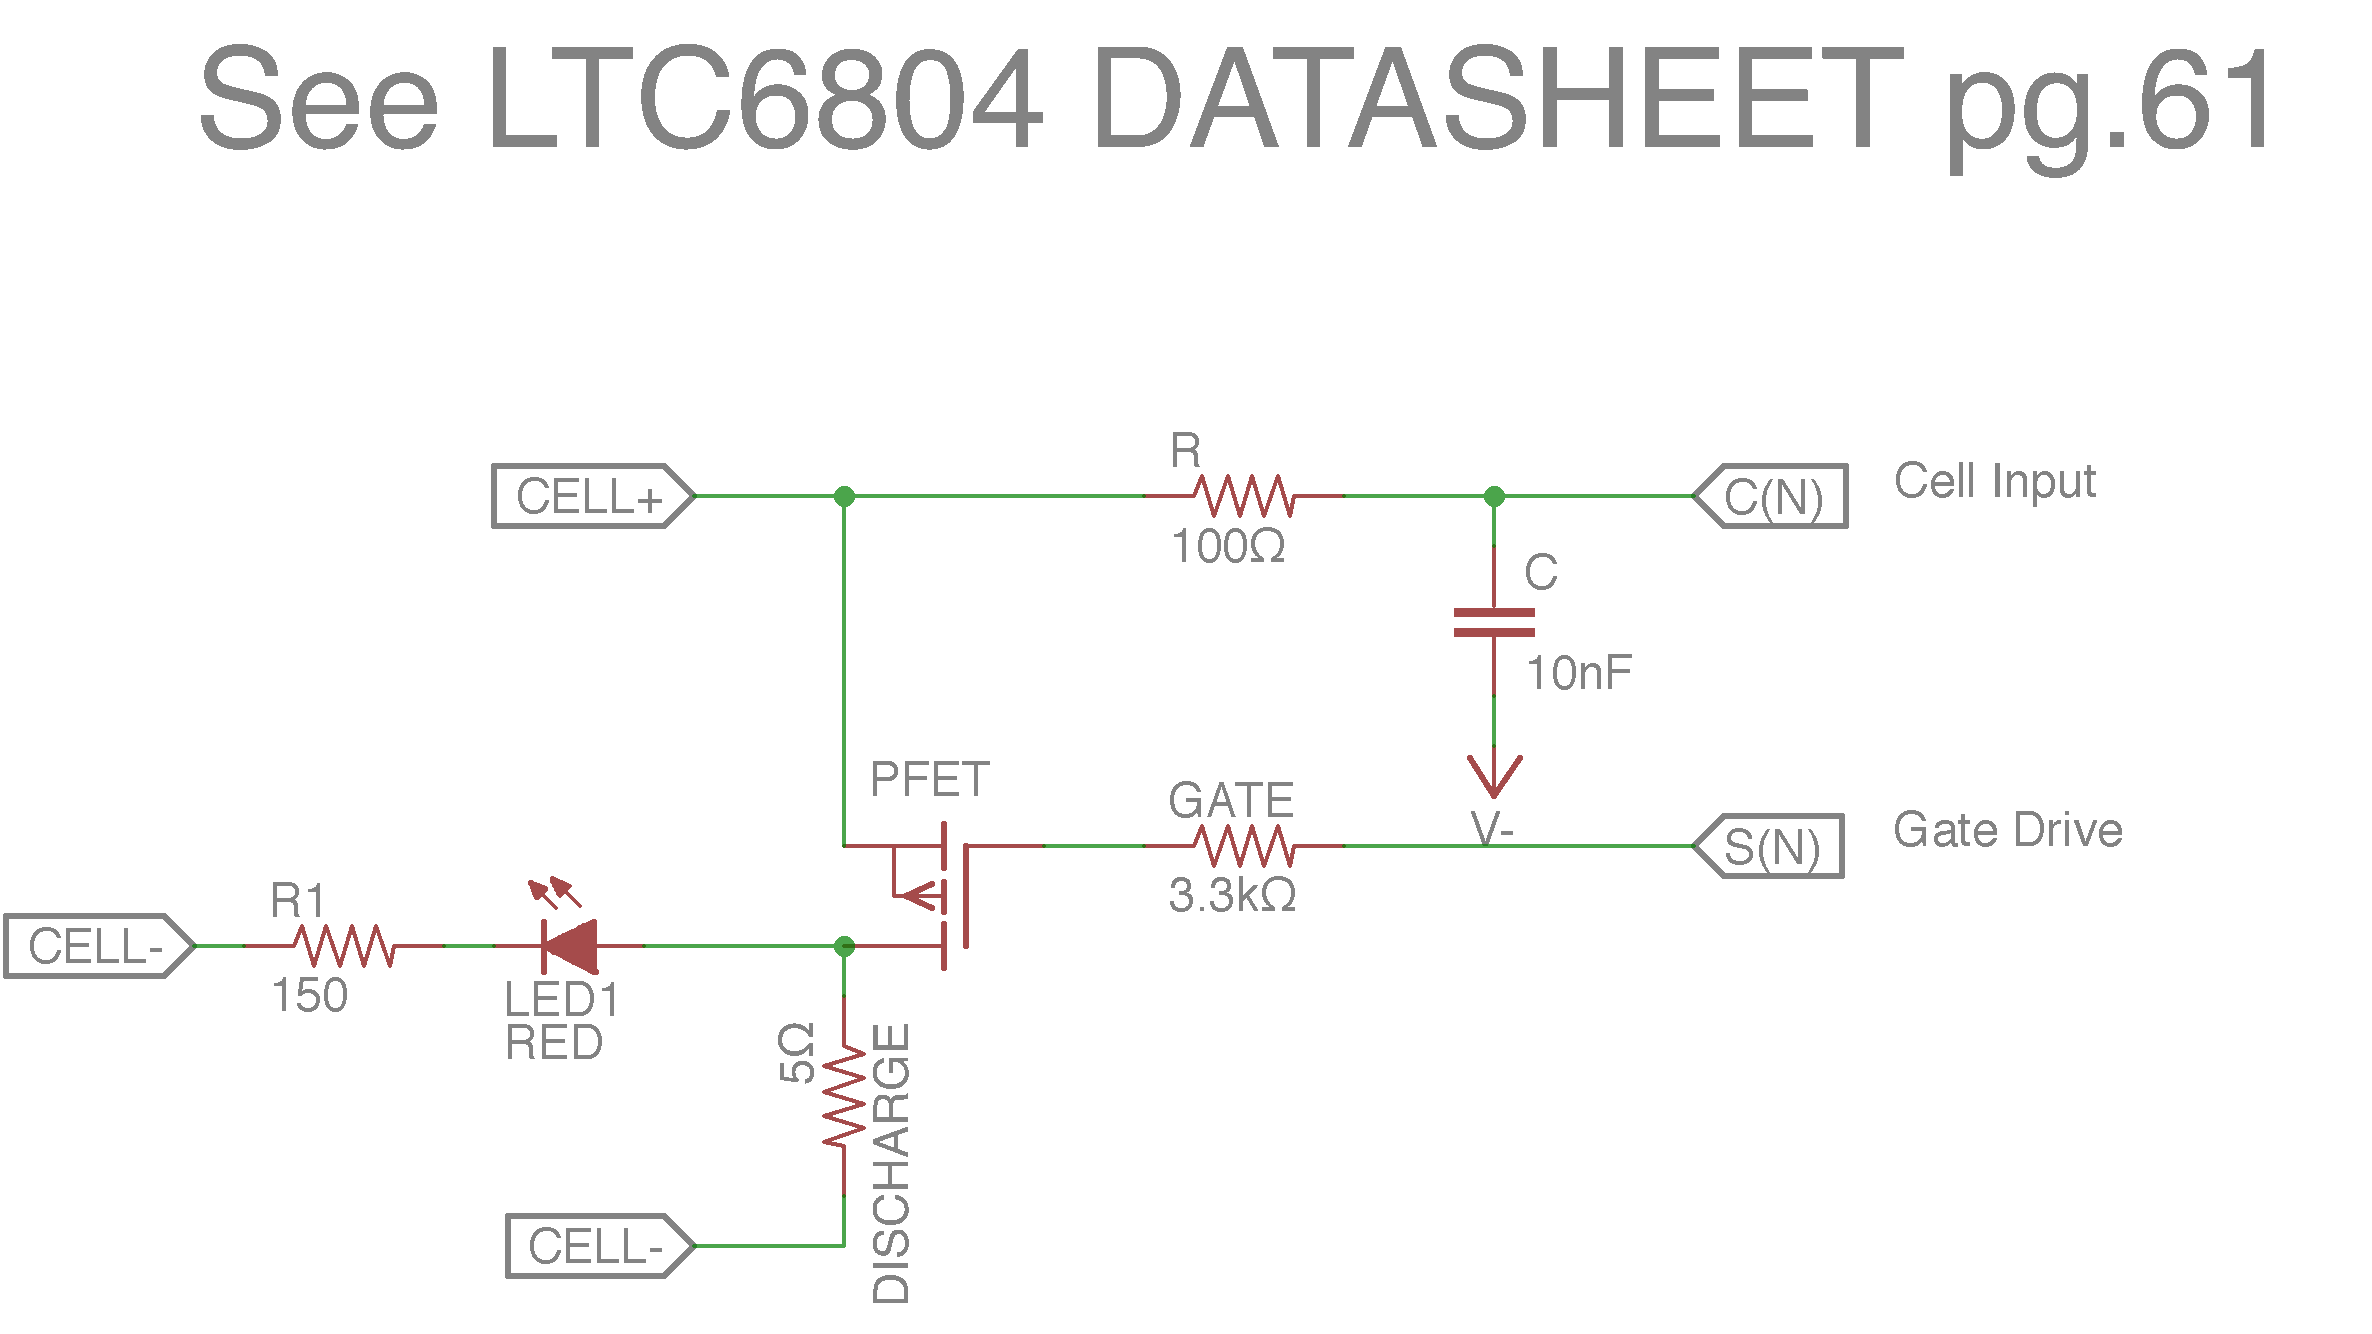 See LTC6804 DATASHEET pg.61
R
CELL+
C(N)
Cell Input
100Ω
C
10nF
PFET
GATE
V-
S(N)
Gate Drive
3.3kΩ
R1
CELL-
150
LED1
RED
5Ω
DISCHARGE
CELL-